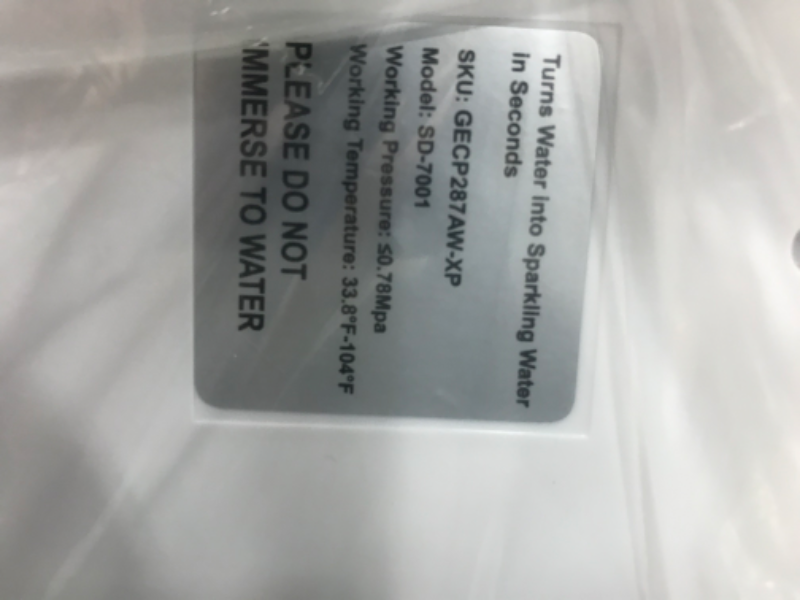 Turns Water into Sparkling Water
in Seconds
SKU: GECP287AW-XP
Model: SD-7001
Working Pressure: ≤0.78Mpa
Working Temperature: 33.8°F-104°F
PLEASE DO NOT
IMMERSE TO WATER